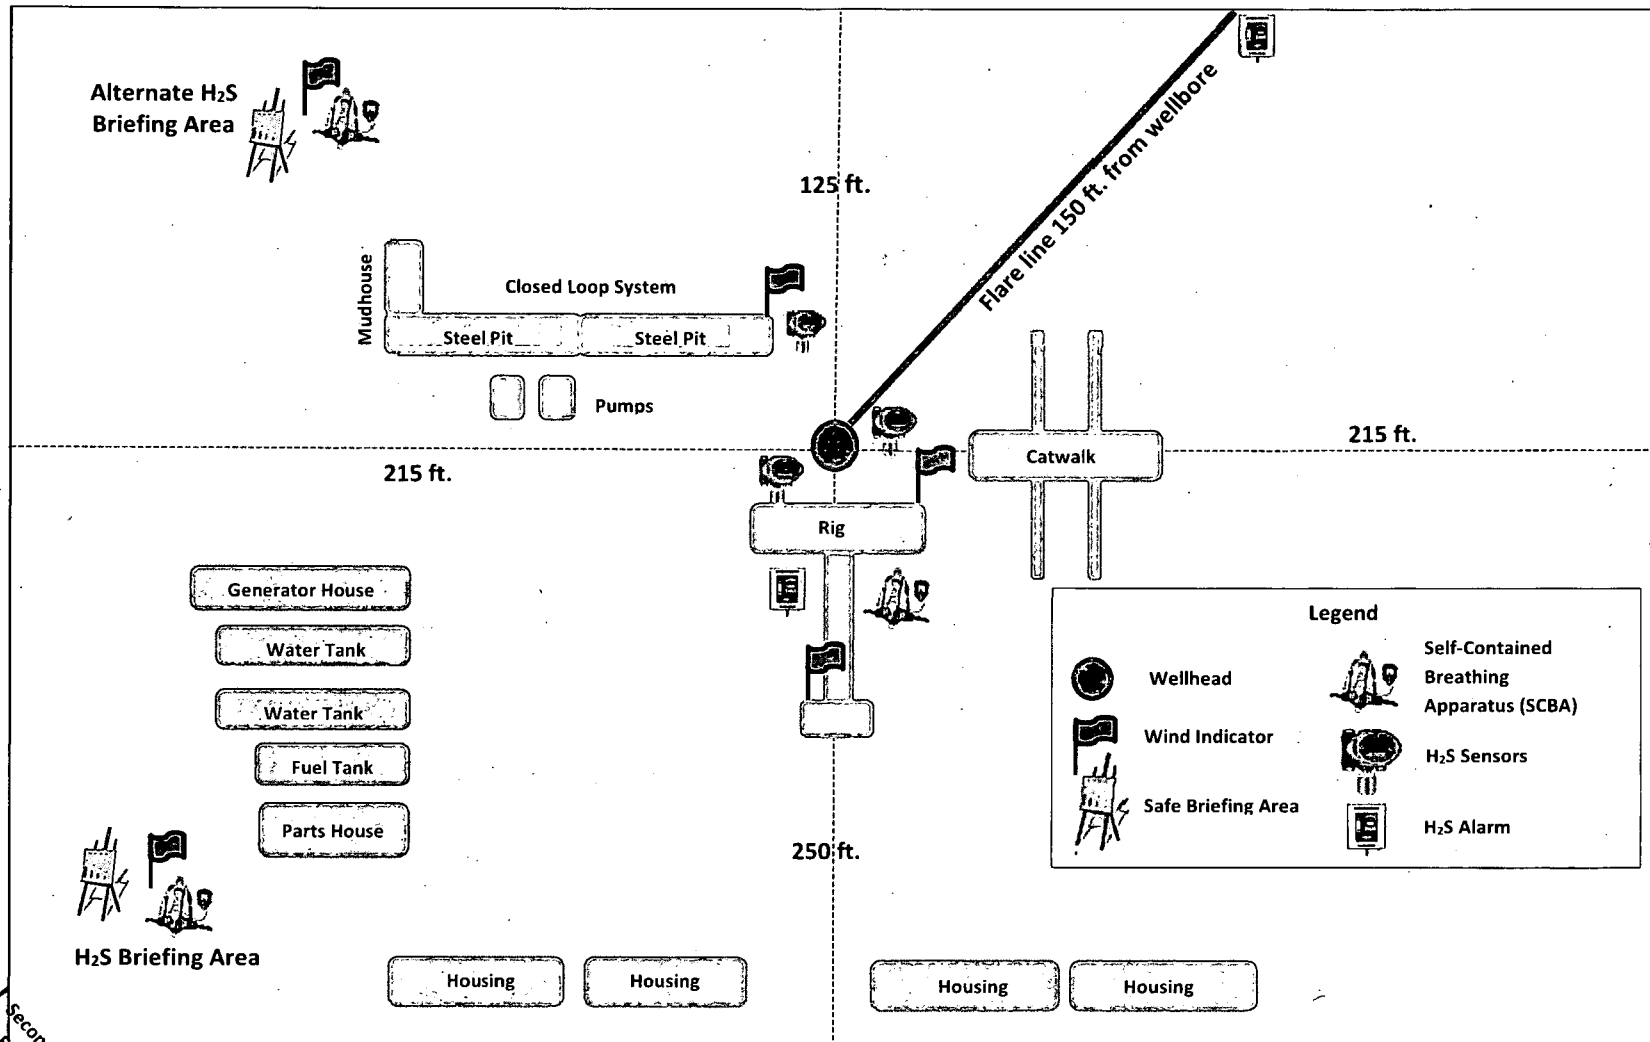 Alternate H₂S
Briefing Area
125 ft.
Flare line 150 ft. from wellbore
Mudhouse
Closed Loop System
Steel Pit
Steel Pit
Pumps
215 ft.
215 ft.
Catwalk
Rig
Generator House
Water Tank
Water Tank
Fuel Tank
Parts House
250 ft.
H₂S Briefing Area
Housing
Housing
Housing
Housing
Legend
Wellhead
Wind Indicator
Safe Briefing Area
Self-Contained
Breathing
Apparatus (SCBA)
H₂S Sensors
H₂S Alarm